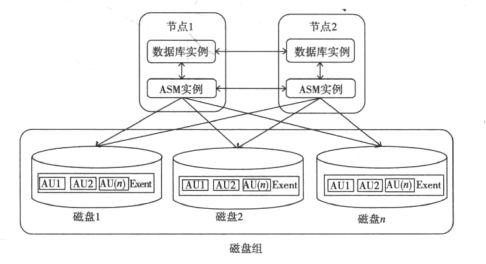 节点1
节点2
数据库实例
数据库实例
ASM实例
ASM实例
AU1 AU2 AU(n) Exent
AU1 AU2 AU(n) Exent
AU1 AU2 AU(n) Exent
磁盘1
磁盘2
磁盘n
磁盘组